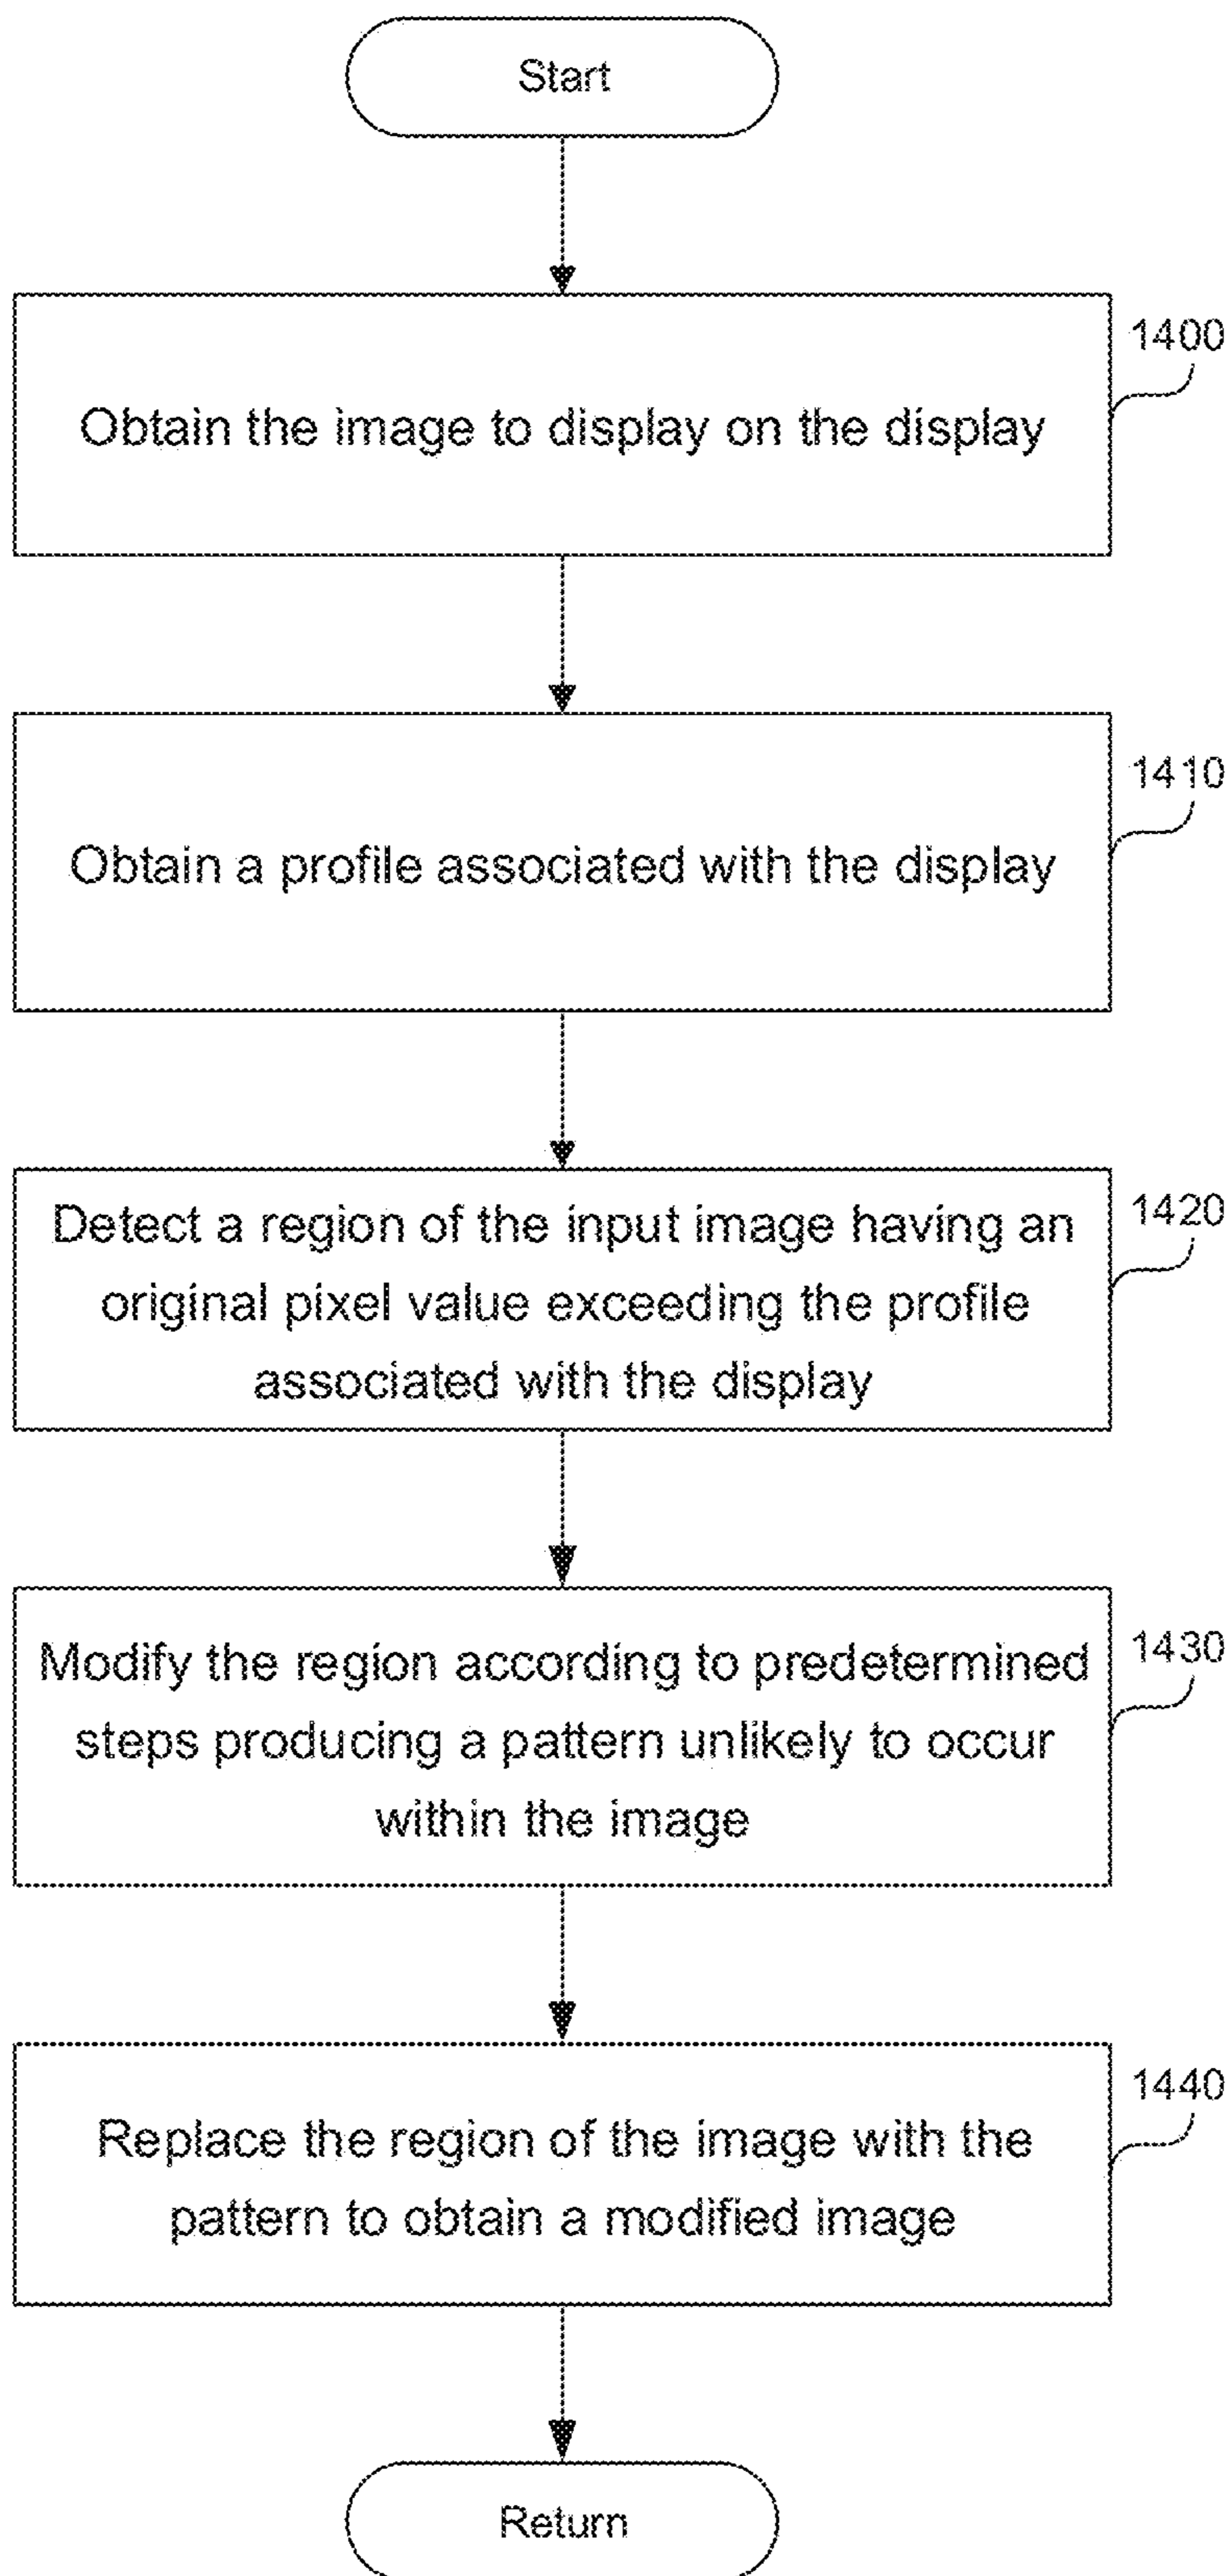 Start
1400
Obtain the image to display on the display
1410
Obtain a profile associated with the display
1420
Detect a region of the input image having an
original pixel value exceeding the profile
associated with the display
1430
Modify the region according to predetermined
steps producing a pattern unlikely to occur
within the image
1440
Replace the region of the image with the
pattern to obtain a modified image
Return